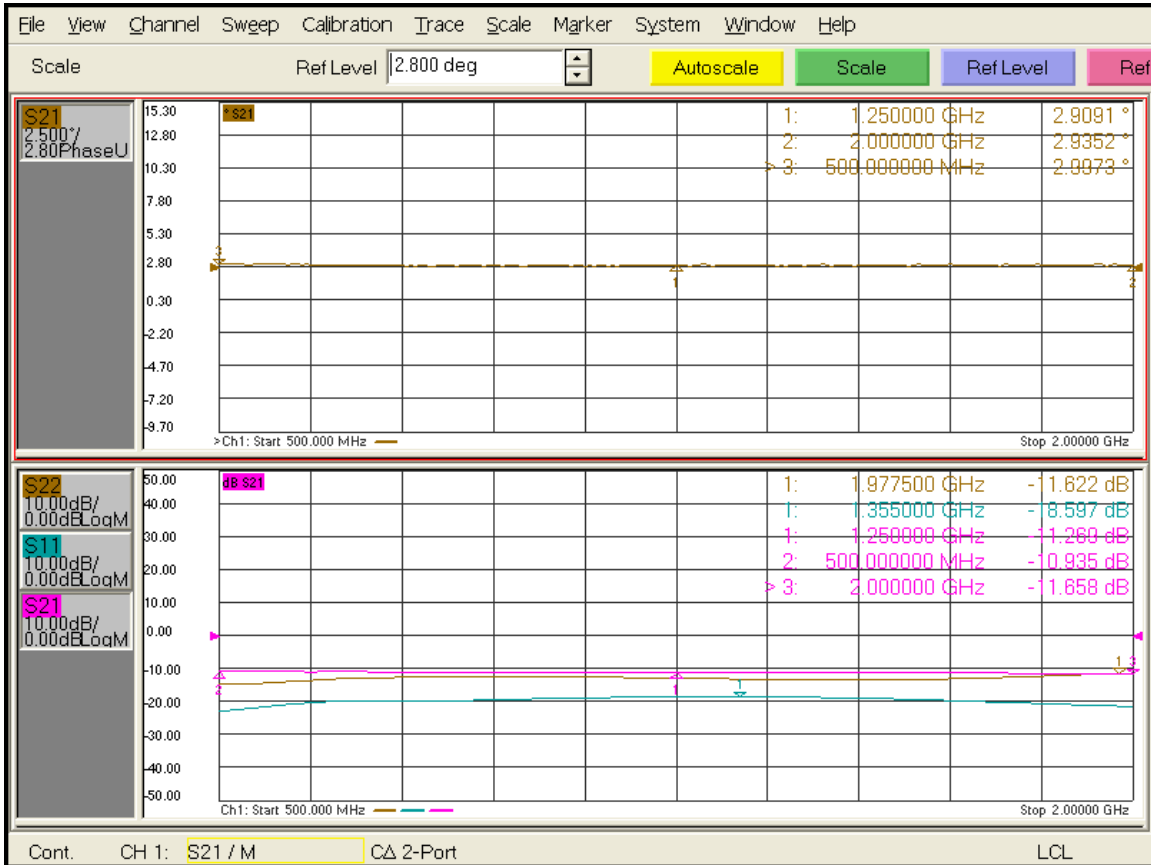 File View Channel Sweep Calibration Trace Scale Marker System Window Help
Scale Ref Level 2.800 deg Autoscale Scale Ref Level Ref
S21
2.500°/
2.80PhaseU
15.30
12.80
10.30
7.80
5.30
2.80
0.30
-2.20
-4.70
-7.20
-9.70
° S21
1: 1.250000 GHz 2.9091 °
2: 2.000000 GHz 2.9352 °
> 3: 500.000000 MHz
3
1
2
>Ch1: Start 500.000 MHz Stop 2.00000 GHz
S22
10.00dB/
0.00dBLogM
S11
10.00dB/
0.00dBLogM
S21
10.00dB/
0.00dBLogM
50.00
40.00
30.00
20.00
10.00
0.00
-10.00
-20.00
-30.00
-40.00
-50.00
dB S21
1: 1.977500 GHz -11.622 dB
1: 1.355000 GHz -18.597 dB
1: 1.250000 GHz
2: 500.000000 MHz -10.935 dB
> 3: 2.000000 GHz -11.658 dB
1 3
1
2 1
Ch1: Start 500.000 MHz Stop 2.00000 GHz
Cont. CH 1: S21 / M CΔ 2-Port LCL